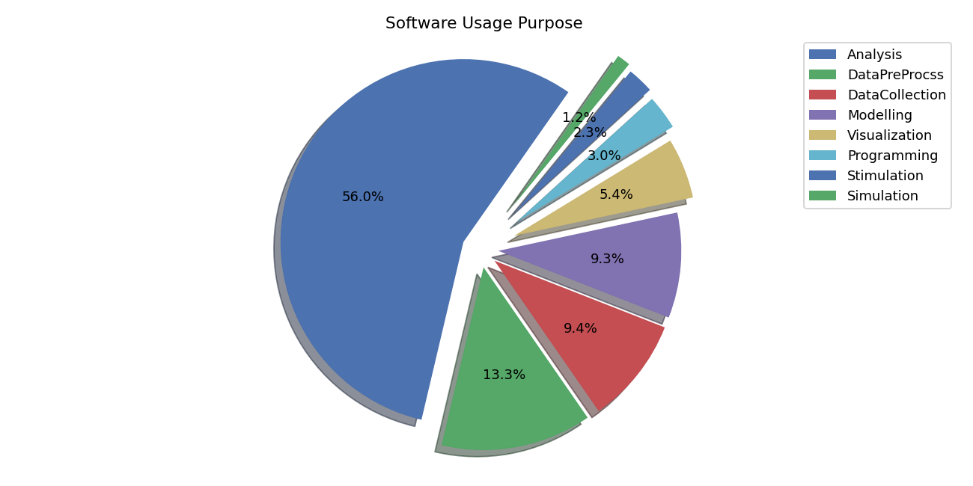 Software Usage Purpose
Analysis
DataPreProcss
DataCollection
Modelling
Visualization
Programming
Stimulation
Simulation
1.2%
2.3%
3.0%
56.0%
5.4%
9.3%
9.4%
13.3%